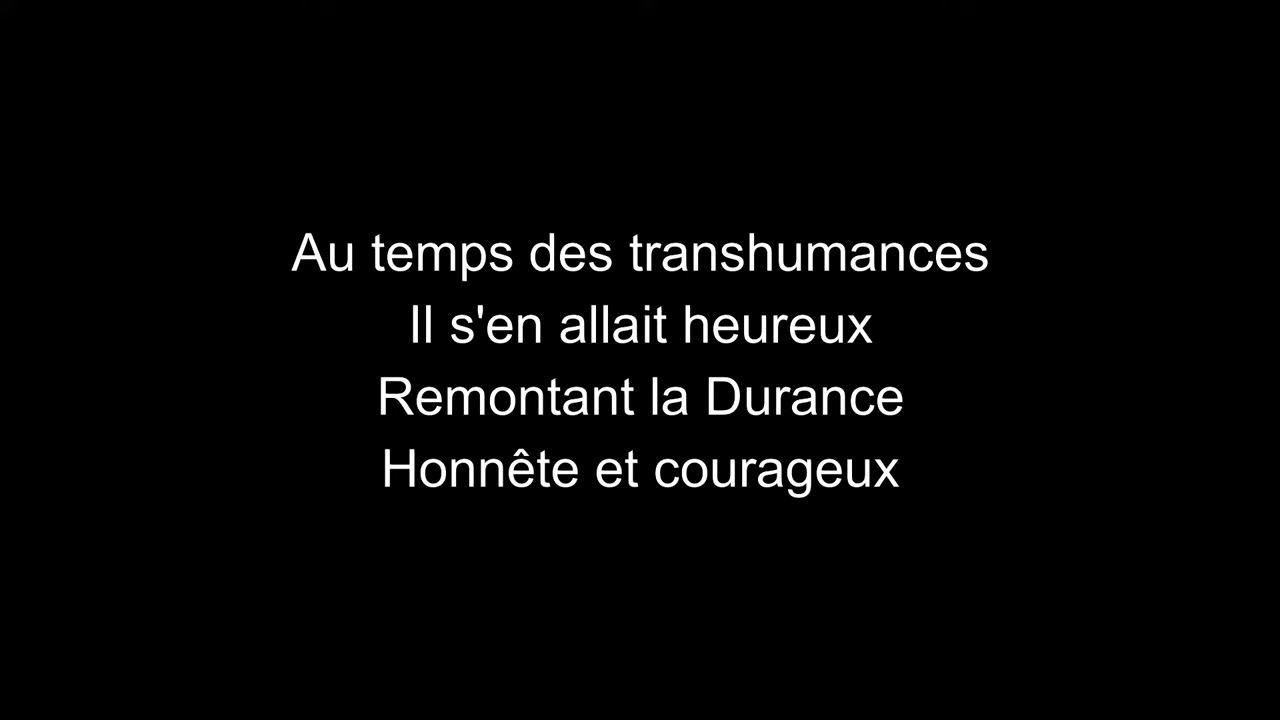 Au temps des transhumances
Il s'en allait heureux
Remontant la Durance
Honnête et courageux